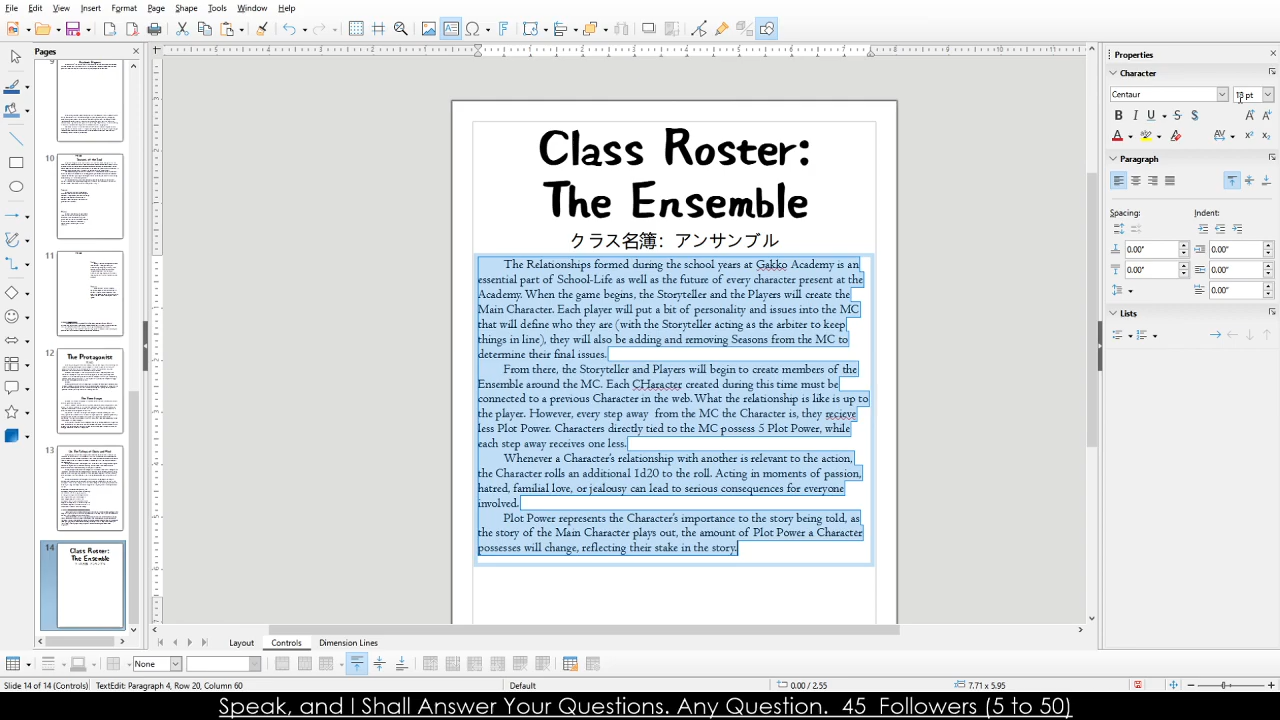 File Edit View Insert Format Page Shape Tools Window Help
Pages
Properties
Character
Centaur
pt
Paragraph
Spacing: Indent:
0.00" 0.00"
0.00" 0.00"
0.00"
Lists
9
10
11
12
The Protagonist
13
14
Class Roster:
The Ensemble
Class Roster:
The Ensemble
クラス名簿：アンサンブル
The Relationships formed during the school years at Gakko Academy is an
essential part of School-Life as well as the future of every character present at the
Academy. When the game begins, the Storyteller and the Players will create the
Main Character. Each player will put a bit of personality and issues into the MC
that will define who they are (with the Storyteller acting as the arbiter to keep
things in line), they will also be adding and removing Seasons from the MC to
determine their final issues.
From there, the Storyteller and Players will begin to create members of the
Ensemble around the MC. Each CHaracter created during this time must be
connected to a previous Character in the web. What the relationship is like is up to
the player. However, every step away from the MC the Character is, they recieve
less Plot Power. Characters directly tied to the MC possess 5 Plot Power, while
each step away receives one less.
Whenever a Character's relationship with another is relevant to the action,
the Character rolls an additional 1d20 to the roll. Acting in moments of passion,
hatred, familial love, or jealousy can lead to serious consequences for everyone
involved.
Plot Power represents the Character's importance to the story being told, as
the story of the Main Character plays out, the amount of Plot Power a Character
possesses will change, reflecting their stake in the story.
Layout Controls Dimension Lines
None
Slide 14 of 14 (Controls) TextEdit: Paragraph 4, Row 20, Column 60 Default 0.00 / 2.55 7.71 x 5.95
Speak, and I Shall Answer Your Questions. Any Question. 45 Followers (5 to 50)